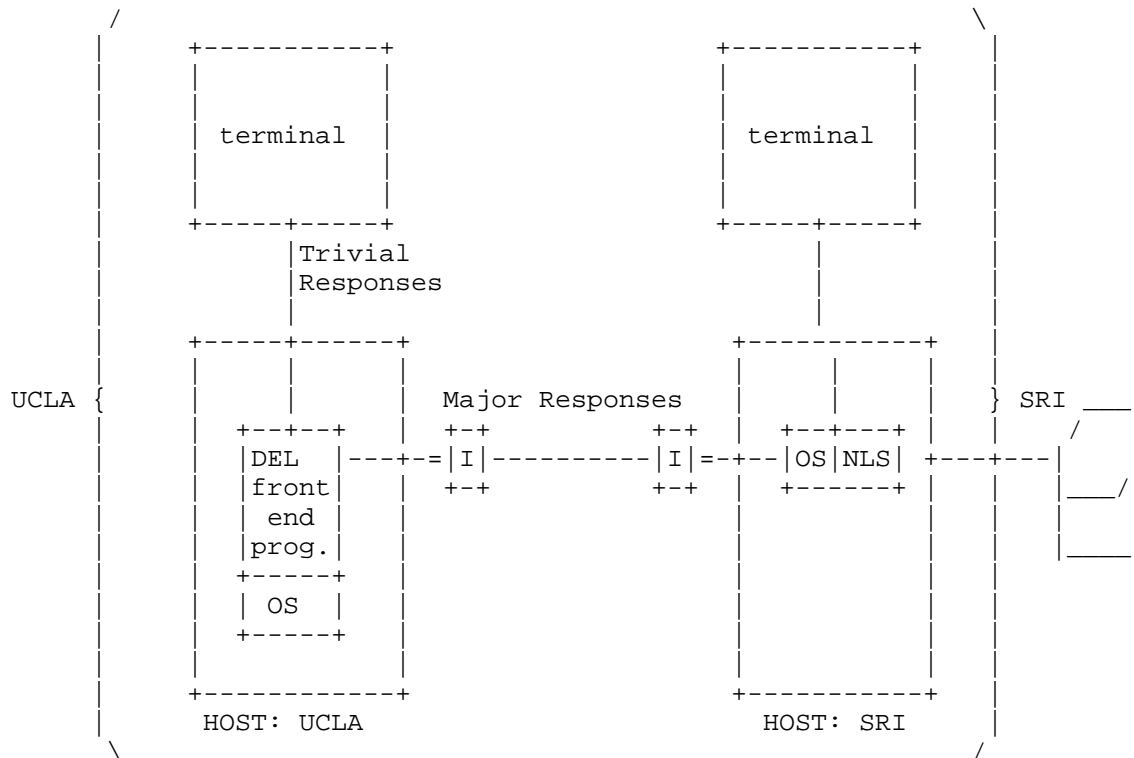 terminal terminal
Trivial
Responses
UCLA Major Responses SRI
DEL I I OS NLS
front
end
prog.
OS
HOST: UCLA HOST: SRI